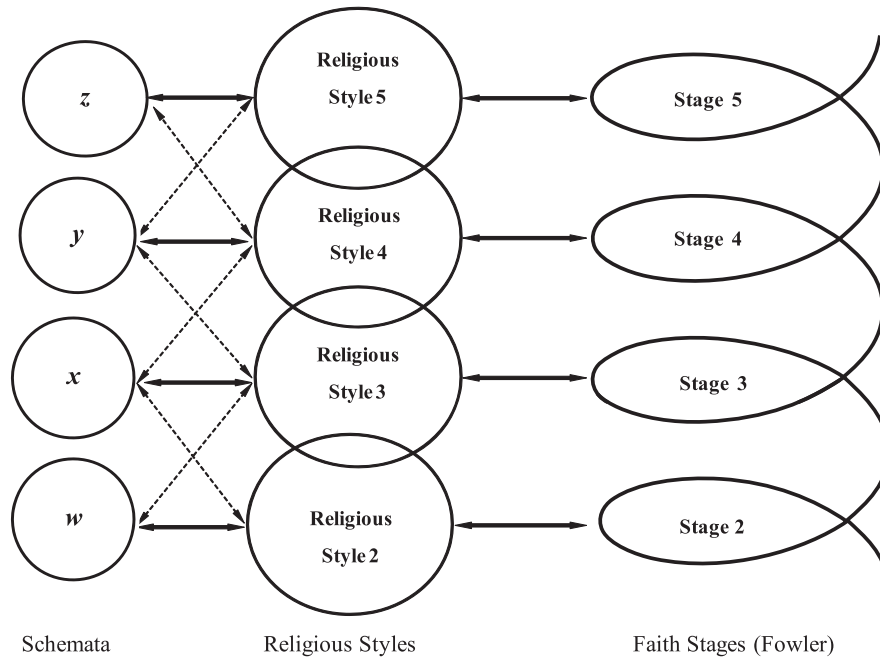 z
Religious
Style 5
Stage 5
y
Religious
Style 4
Stage 4
x
Religious
Style 3
Stage 3
w
Religious
Style 2
Stage 2
Schemata
Religious Styles
Faith Stages (Fowler)